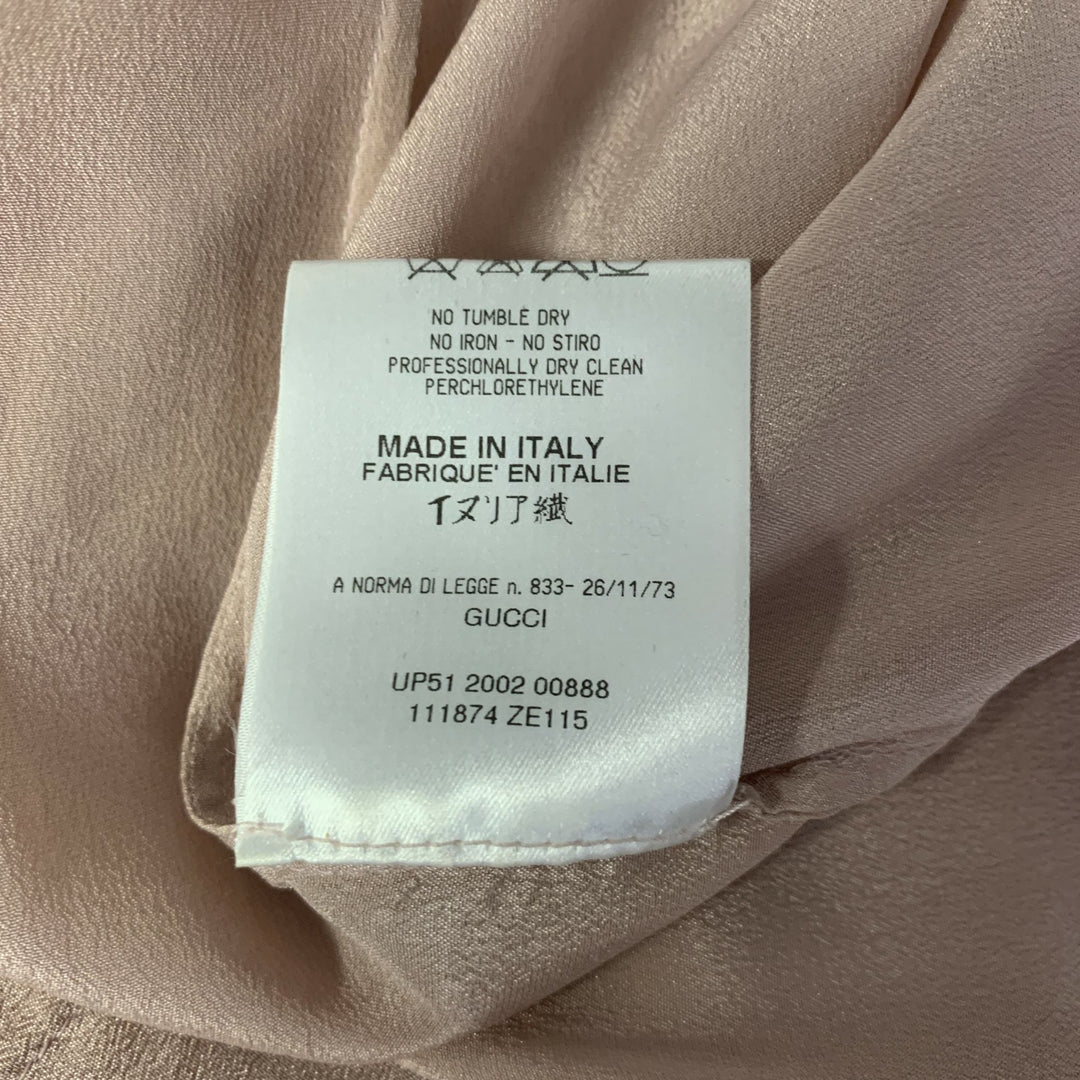 NO TUMBLE DRY
NO IRON - NO STIRO
PROFESSIONALLY DRY CLEAN
PERCHLORETHYLENE
MADE IN ITALY
FABRIQUE' EN ITALIE
イヌリア繊
A NORMA DI LEGGE n. 833- 26/11/73
GUCCI
UP51 2002 00888
111874 ZE115